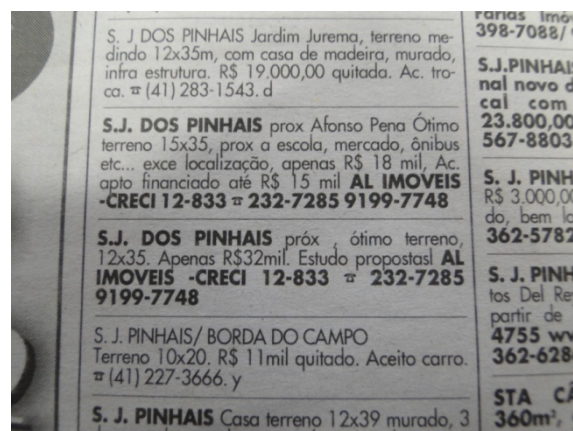 S. J DOS PINHAIS Jardim Jurema, terreno me-
dindo 12x35m, com casa de madeira, murado,
infra estrutura. R$ 19.000,00 quitada. Ac. tro-
ca. ☎ (41) 283-1543. d
S.J. DOS PINHAIS prox Afonso Pena Ótimo
terreno 15x35, prox a escola, mercado, ônibus
etc... exce localização, apenas R$ 18 mil, Ac.
apto financiado até R$ 15 mil AL IMOVEIS
-CRECI 12-833 ☎ 232-7285 9199-7748
S.J. DOS PINHAIS próx , ótimo terreno,
12x35. Apenas R$32mil. Estudo propostas! AL
IMOVEIS -CRECI 12-833 ☎ 232-7285
9199-7748
S. J. PINHAIS/ BORDA DO CAMPO
Terreno 10x20. R$ 11mil quitado. Aceito carro.
☎ (41) 227-3666. y
S. J. PINHAIS Casa terreno 12x39 murado, 3
398-7088/
S.J.PINHAI
nal novo d
cal com
23.800,00
567-8803
S. J. PINH
R$ 3.000,00
do, bem lo
362-5782
S. J. PINH
tos Del Re
partir de
4755 ww
362-628
STA CÂ
360m²,